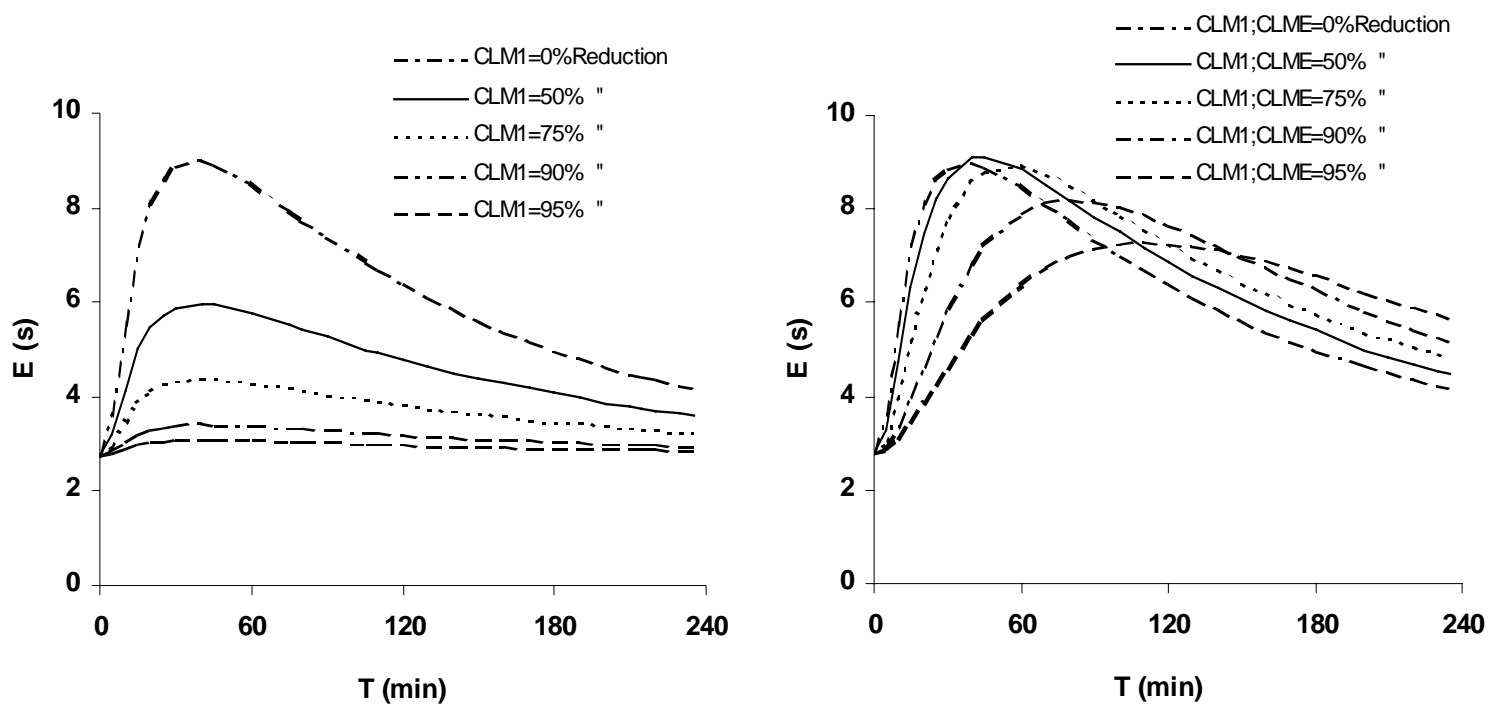 CLM1=0%Reduction
CLM1=50% "
CLM1=75% "
CLM1=90% "
CLM1=95% "
10
8
6
4
2
0
E (s)
0 60 120 180 240
T (min)
CLM1;CLME=0%Reduction
CLM1;CLME=50% "
CLM1;CLME=75% "
CLM1;CLME=90% "
CLM1;CLME=95% "
10
8
6
4
2
0
E (s)
0 60 120 180 240
T (min)